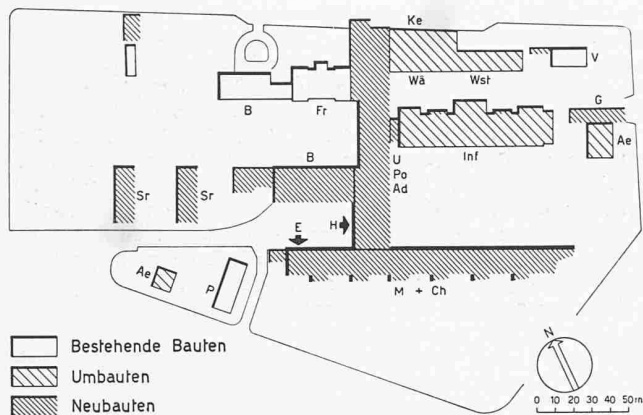 Ke
Wä Wst
V
B Fr
G
Ae
B
U
Po
Ad
Inf
Sr Sr
E H
Ae P
M + Ch
Bestehende Bauten
Umbauten
Neubauten
N
0 10 20 30 40 50m